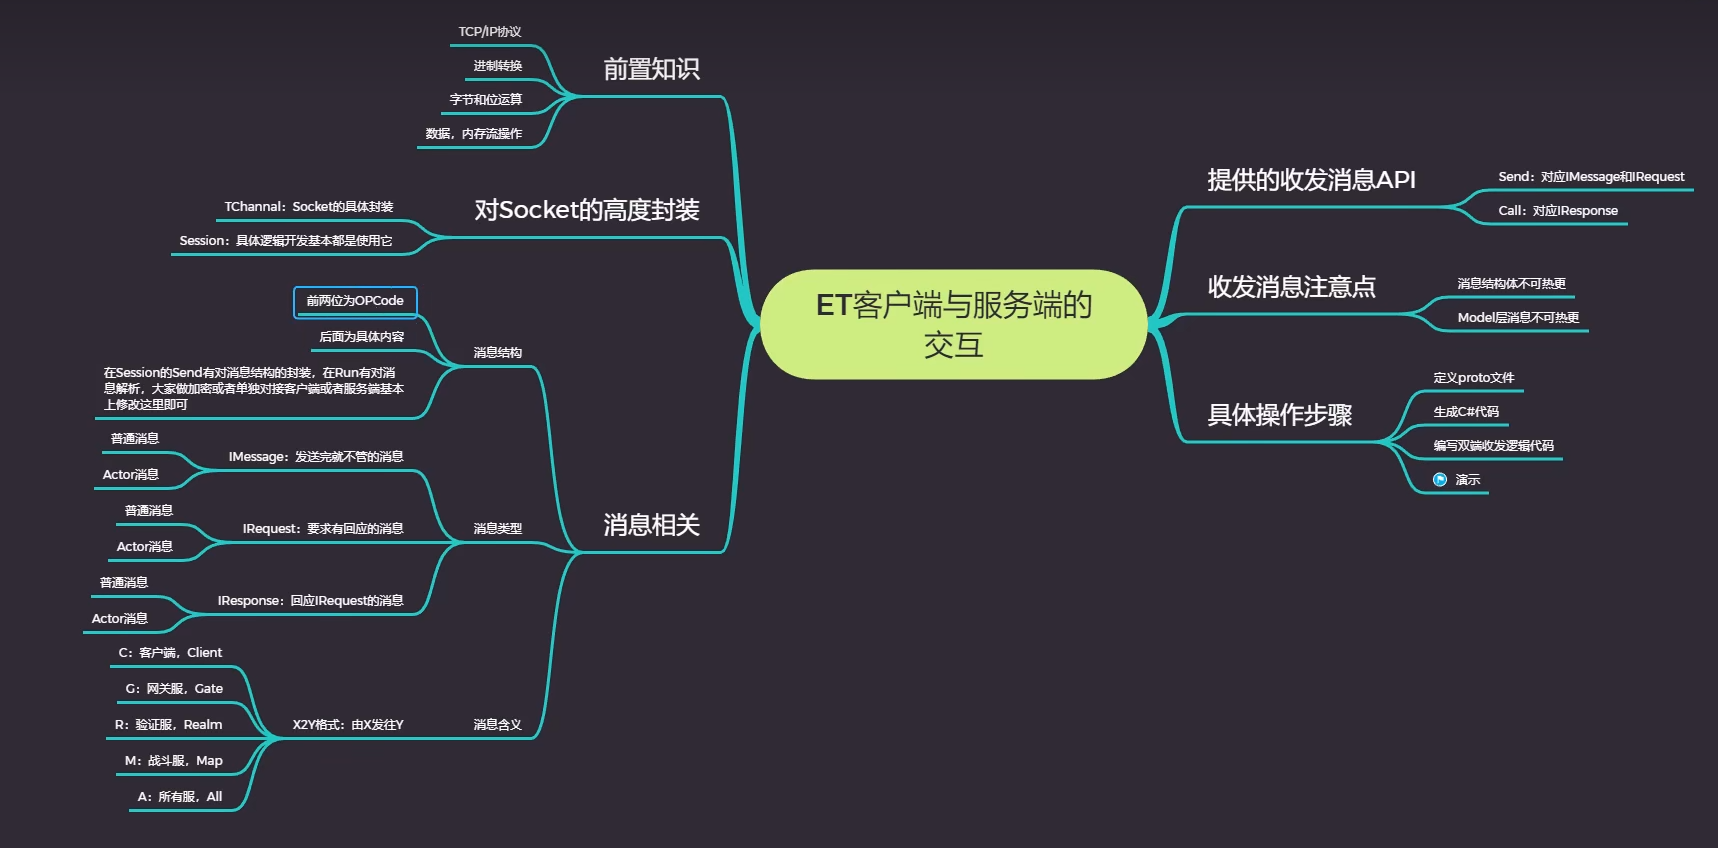 TCP/IP协议
进制转换
字节和位运算
数据，内存流操作
前置知识
TChannal：Socket的具体封装
Session：具体逻辑开发基本都是使用它
对Socket的高度封装
前两位为OPCode
后面为具体内容
在Session的Send有对消息结构的封装，在Run有对消
息解析，大家做加密或者单独对接客户端或者服务端基本
上修改这里即可
消息结构
普通消息
Actor消息
IMessage：发送完就不管的消息
普通消息
Actor消息
IRequest：要求有回应的消息
普通消息
Actor消息
IResponse：回应IRequest的消息
消息类型
C：客户端，Client
G：网关服，Gate
R：验证服，Realm
M：战斗服，Map
A：所有服，All
X2Y格式：由X发往Y
消息含义
消息相关
ET客户端与服务端的
交互
提供的收发消息API
Send：对应IMessage和IRequest
Call：对应IResponse
收发消息注意点
消息结构体不可热更
Model层消息不可热更
具体操作步骤
定义proto文件
生成C#代码
编写双端收发逻辑代码
演示